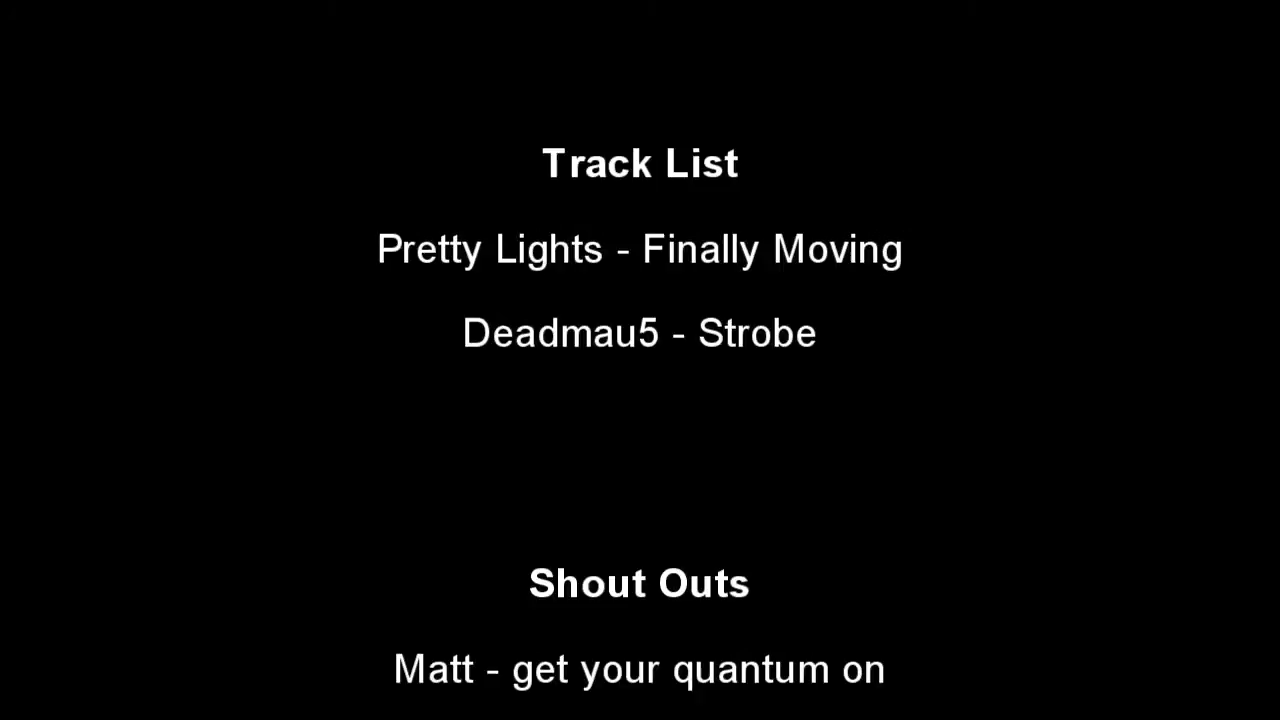 Track List
Pretty Lights - Finally Moving
Deadmau5 - Strobe
Shout Outs
Matt - get your quantum on